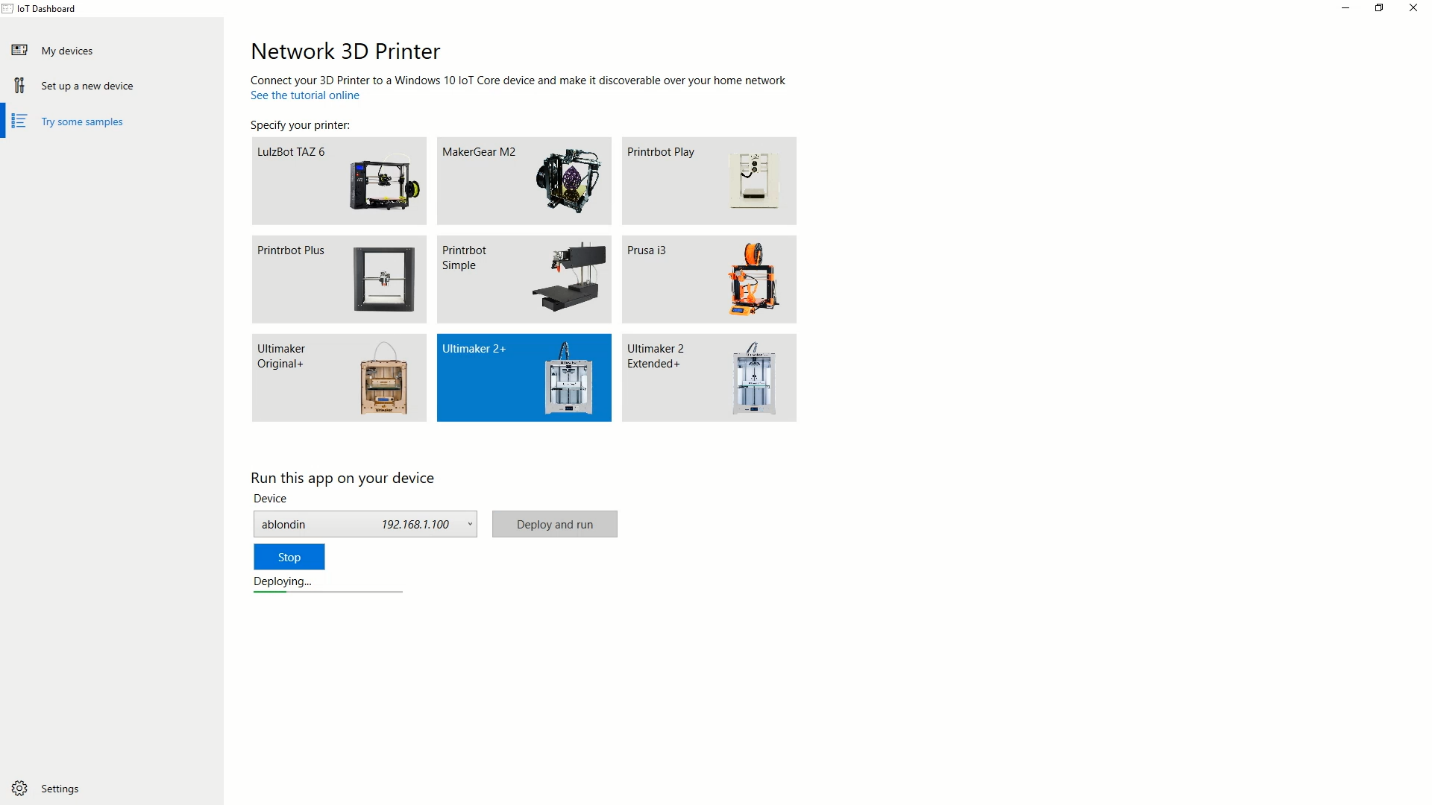 IoT Dashboard
My devices
Set up a new device
Try some samples
Network 3D Printer
Connect your 3D Printer to a Windows 10 IoT Core device and make it discoverable over your home network
See the tutorial online
Specify your printer:
LulzBot TAZ 6
MakerGear M2
Printrbot Play
Printrbot Plus
Printrbot
Simple
Prusa i3
Ultimaker
Original+
Ultimaker 2+
Ultimaker 2
Extended+
Run this app on your device
Device
ablondin 192.168.1.100
Deploy and run
Stop
Deploying...
Settings